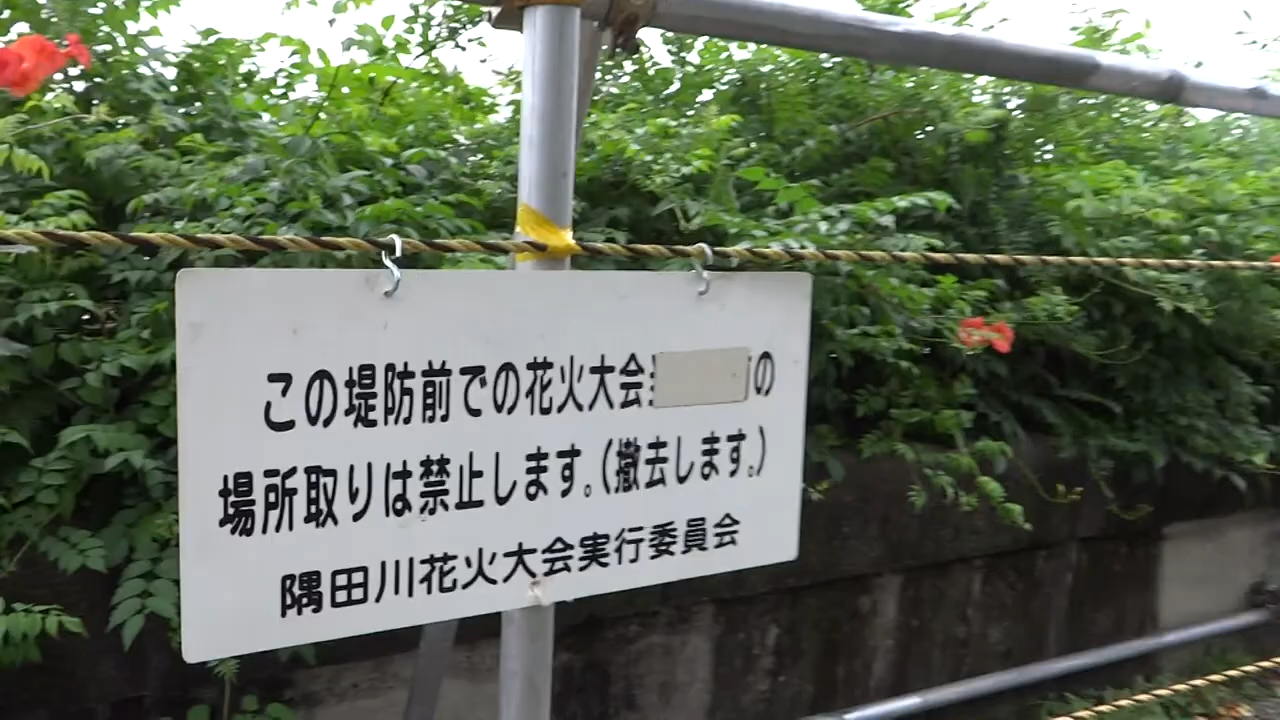 この堤防前での花火大会の
場所取りは禁止します。(撤去します。)
隅田川花火大会実行委員会